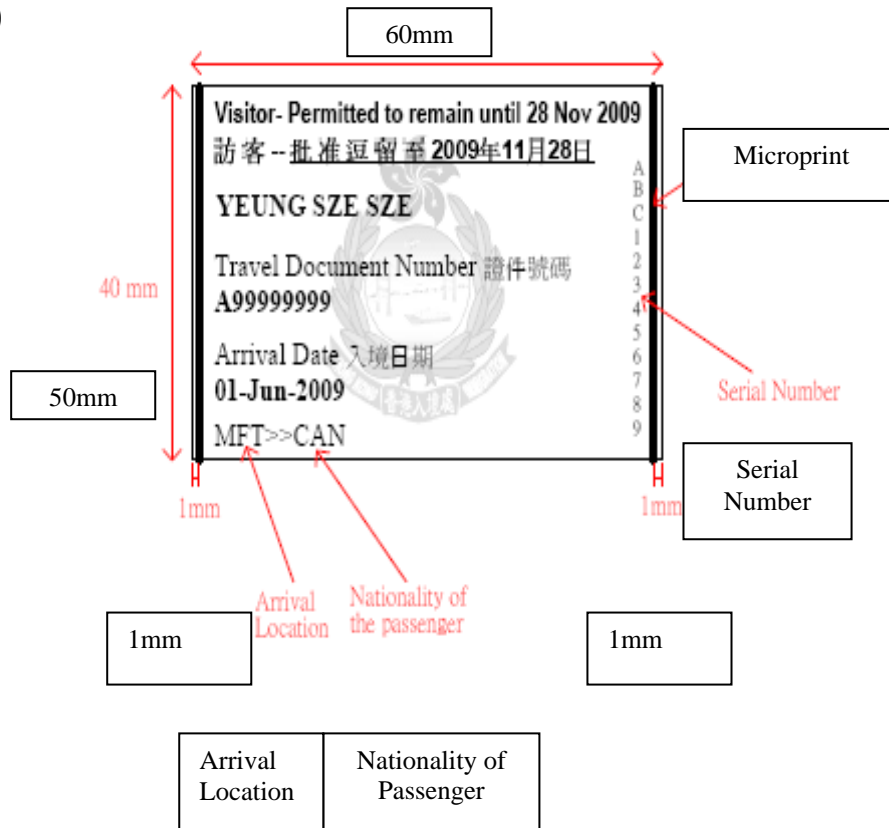 )
60mm
Visitor- Permitted to remain until 28 Nov 2009
訪客--批准逗留至2009年11月28日
Microprint
YEUNG SZE SZE
Travel Document Number 證件號碼
A99999999
40 mm
Arrival Date 入境日期
01-Jun-2009
50mm
MFT>>CAN
A
B
C
1
2
3
4
5
6
7
8
9
Serial Number
Serial
Number
1mm
1mm
Arrival
Location
Nationality of
the passenger
1mm
1mm
Arrival
Location
Nationality of
Passenger